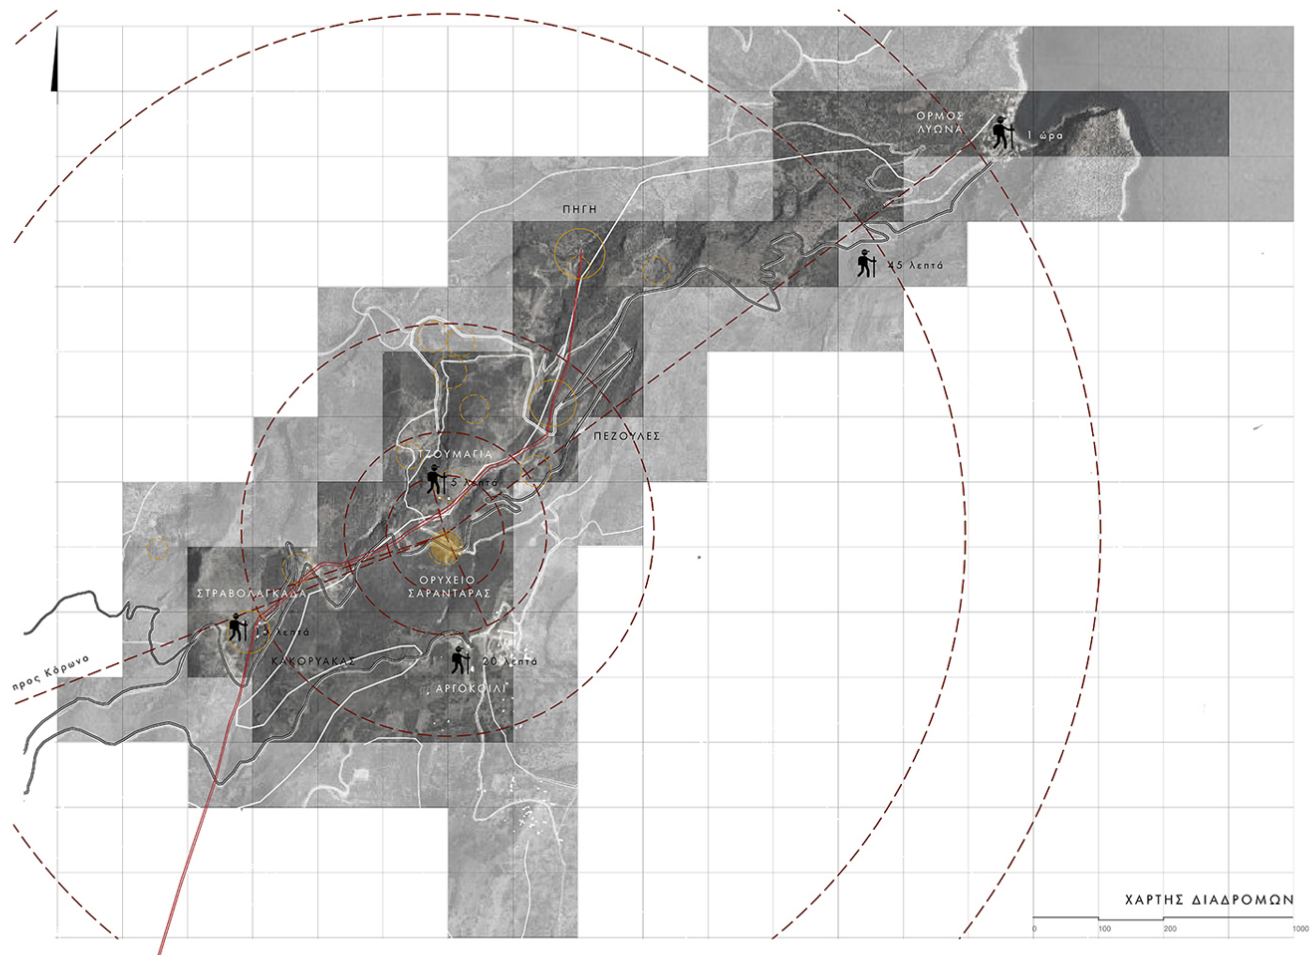 ΟΡΜΟΣ
ΛΥΩΝΑ
1 ώρα
ΠΗΓΗ
45 λεπτά
ΠΕΖΟΥΛΕΣ
ΤΖΟΥΜΑΓΙΑ
5 λεπτά
ΟΡΥΧΕΙΟ
ΣΑΡΑΝΤΑΡΑΣ
ΣΤΡΑΒΟΛΑΓΚΑΔΑ
15 λεπτά
προς Κόρωνο
ΚΑΚΟΡΥΑΚΑΣ
20 λεπτά
ΑΡΓΟΚΟΙΛΙ
ΧΑΡΤΗΣ ΔΙΑΔΡΟΜΩΝ
0 100 200 1000